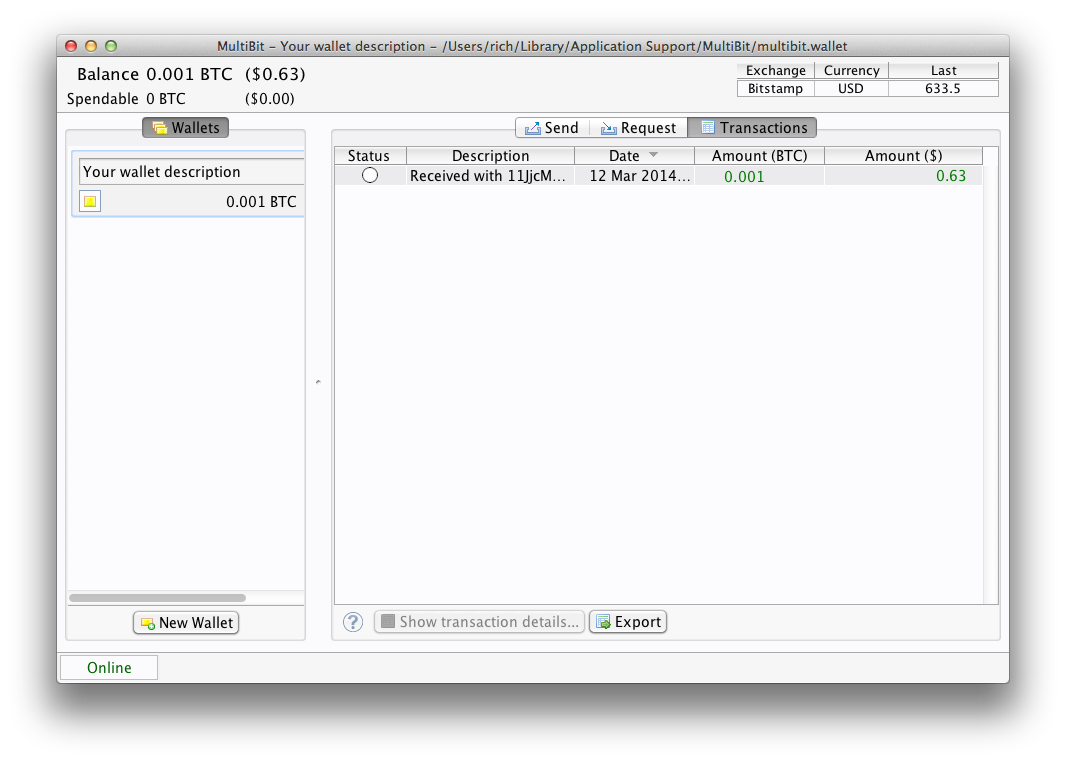 MultiBit – Your wallet description – /Users/rich/Library/Application Support/MultiBit/multibit.wallet
Balance 0.001 BTC ($0.63)
Spendable 0 BTC ($0.00)
Exchange Currency Last
Bitstamp USD 633.5
Wallets
Your wallet description
0.001 BTC
New Wallet
Send Request Transactions
Status Description Date Amount (BTC) Amount ($)
Received with 11JjcM... 12 Mar 2014... 0.001 0.63
? Show transaction details... Export
Online